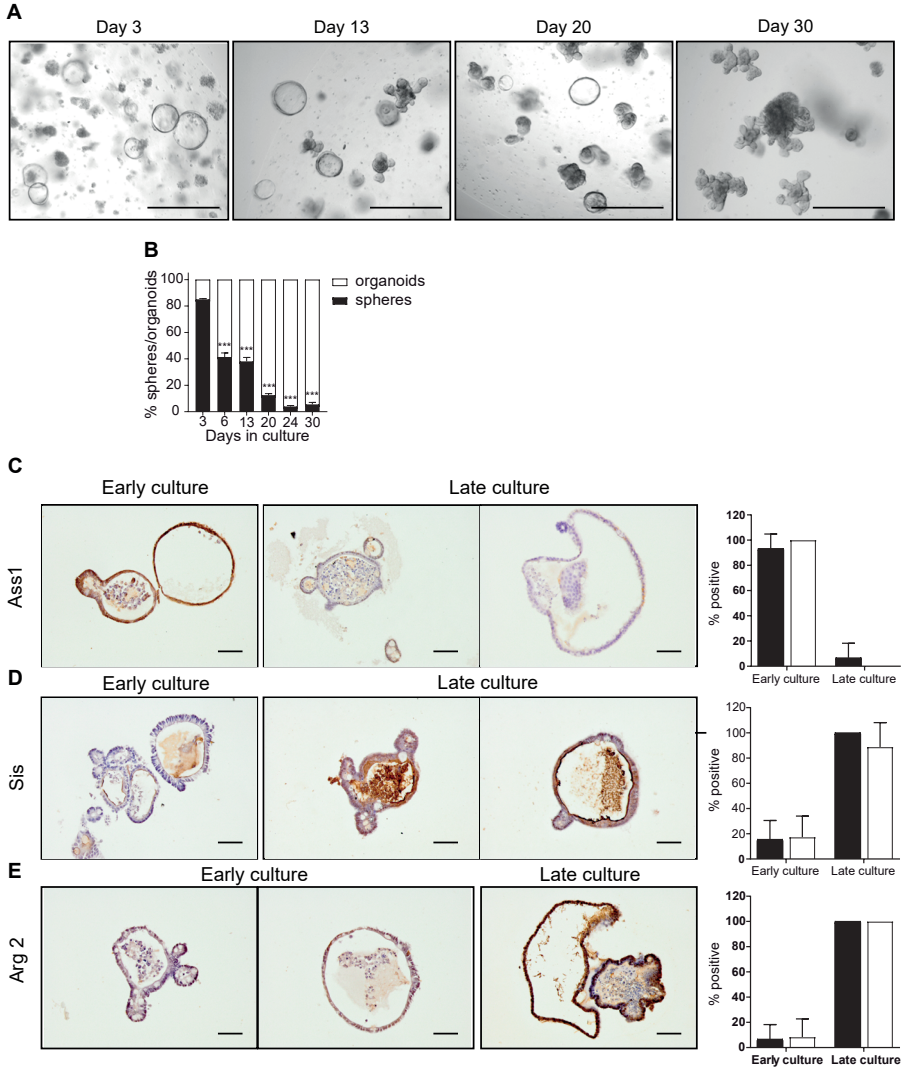 A
Day 3 Day 13 Day 20 Day 30
B
% spheres/organoids
100
80
60
40
20
0
3 6 13 20 24 30
Days in culture
*** *** *** *** ***
organoids
spheres
C
Early culture Late culture
Ass1
% positive
120
100
80
60
40
20
0
Early culture Late culture
D
Early culture Late culture
Sis
% positive
120
100
80
60
40
20
0
Early culture Late culture
E
Early culture Late culture
Arg 2
% positive
120
100
80
60
40
20
0
Early culture Late culture